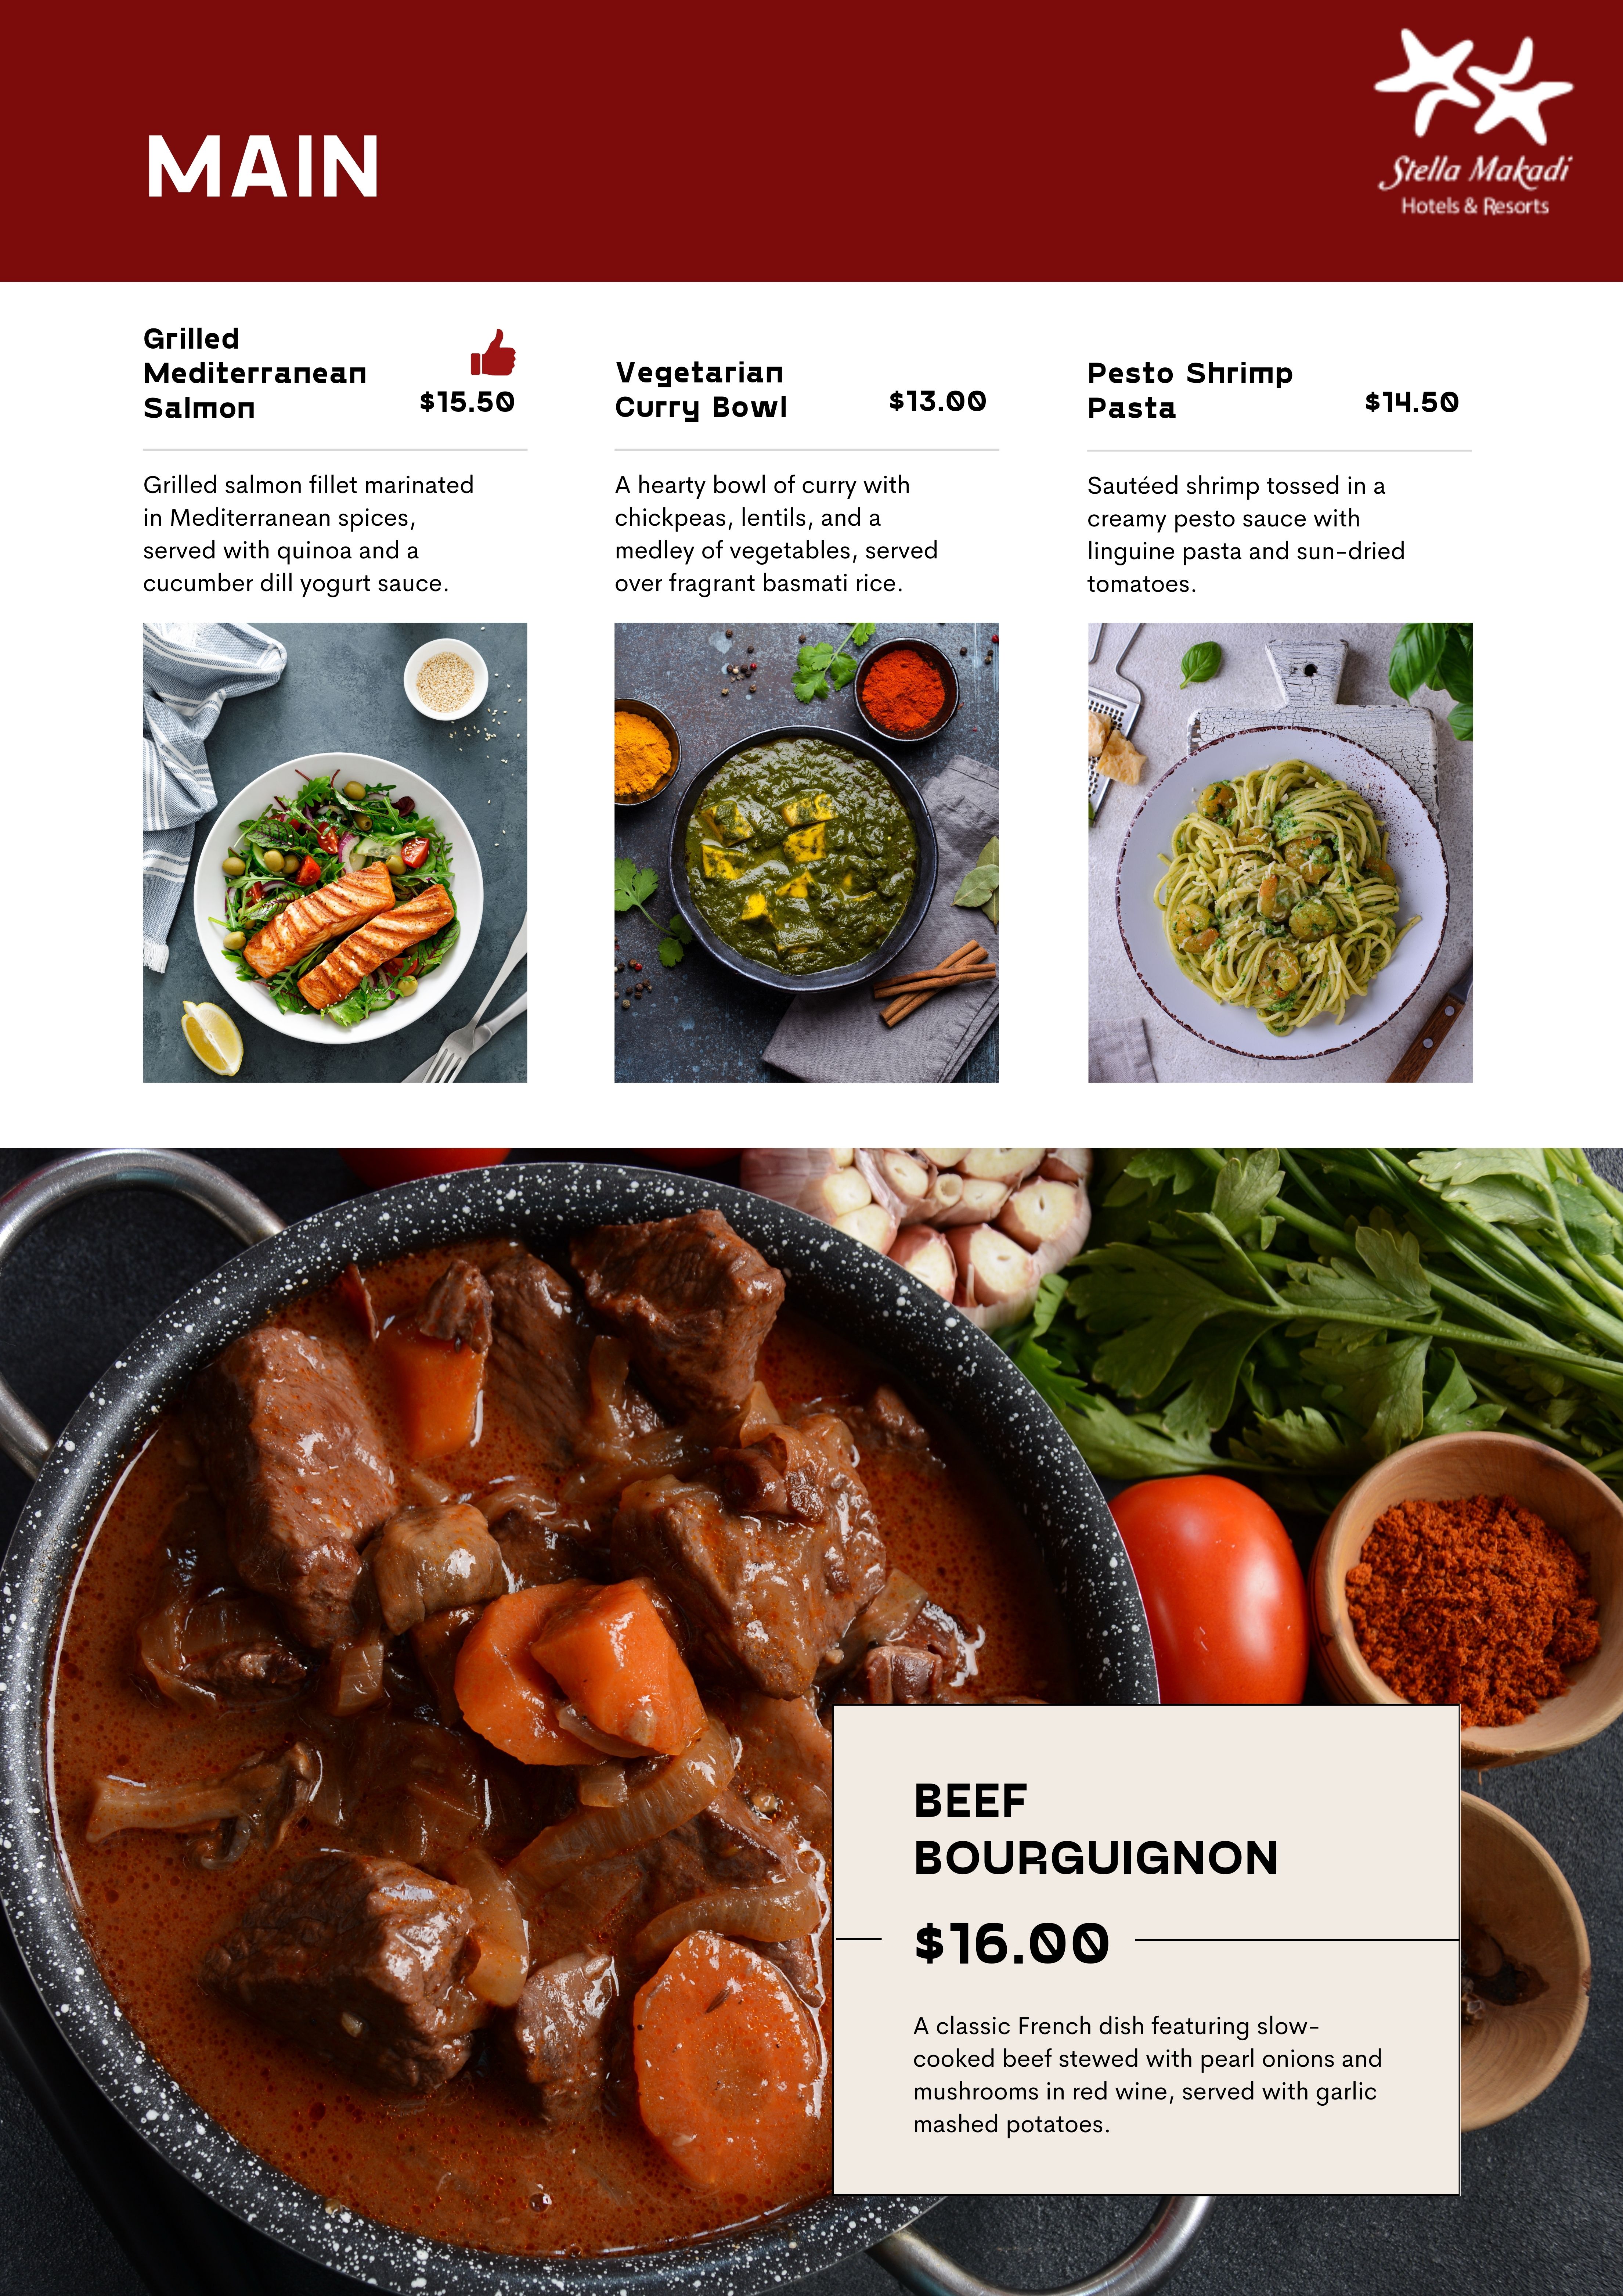 MAIN
Stella Makadi
Hotels & Resorts
Grilled
Mediterranean
Salmon
$15.50
Grilled salmon fillet marinated
in Mediterranean spices,
served with quinoa and a
cucumber dill yogurt sauce.
Vegetarian
Curry Bowl
$13.00
A hearty bowl of curry with
chickpeas, lentils, and a
medley of vegetables, served
over fragrant basmati rice.
Pesto Shrimp
Pasta
$14.50
Sautéed shrimp tossed in a
creamy pesto sauce with
linguine pasta and sun-dried
tomatoes.
BEEF
BOURGUIGNON
$16.00
A classic French dish featuring slow-
cooked beef stewed with pearl onions and
mushrooms in red wine, served with garlic
mashed potatoes.